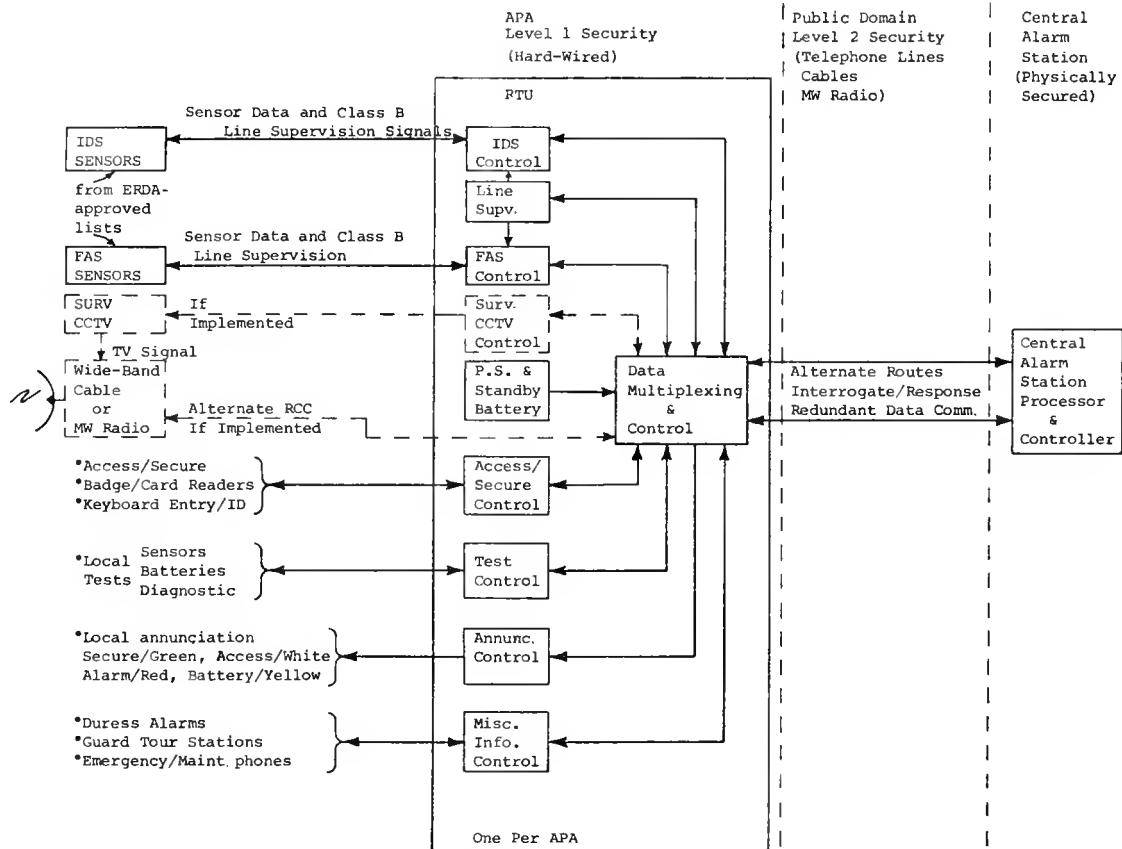 APA
Level 1 Security
(Hard-Wired)
Public Domain
Level 2 Security
(Telephone Lines
Cables
MW Radio)
Central
Alarm
Station
(Physically
Secured)
RTU
Sensor Data and Class B
Line Supervision Signals
IDS
SENSORS
IDS
Control
from ERDA-
approved
lists
Line
Supv.
Sensor Data and Class B
Line Supervision
FAS
SENSORS
FAS
Control
SURV
CCTV
If
Implemented
Surv.
CCTV
Control
TV Signal
Wide-Band
Cable
or
MW Radio
Alternate RCC
If Implemented
P.S. &
Standby
Battery
Data
Multiplexing
&
Control
Alternate Routes
Interrogate/Response
Redundant Data Comm.
Central
Alarm
Station
Processor
&
Controller
•Access/Secure
•Badge/Card Readers
•Keyboard Entry/ID
Access/
Secure
Control
•Local Tests
Sensors
Batteries
Diagnostic
Test
Control
•Local annunciation
Secure/Green, Access/White
Alarm/Red, Battery/Yellow
Annunc.
Control
•Duress Alarms
•Guard Tour Stations
•Emergency/Maint. phones
Misc.
Info.
Control
One Per APA